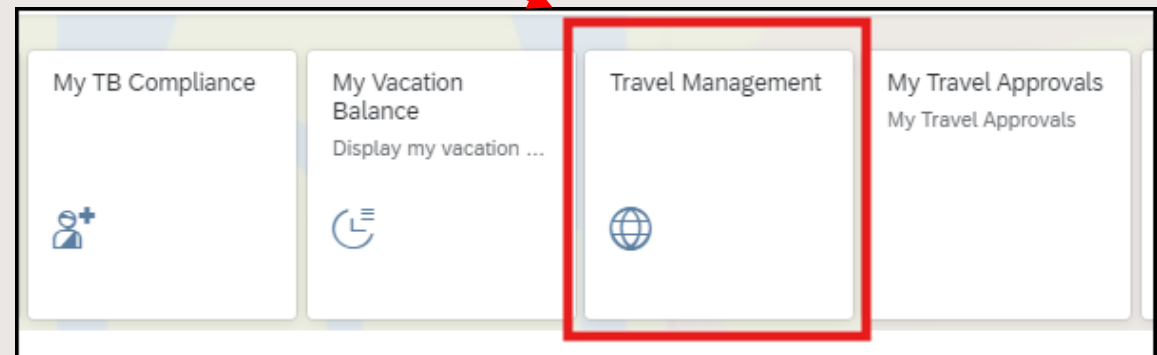 My TB Compliance
My Vacation
Balance
Display my vacation ...
Travel Management
My Travel Approvals
My Travel Approvals